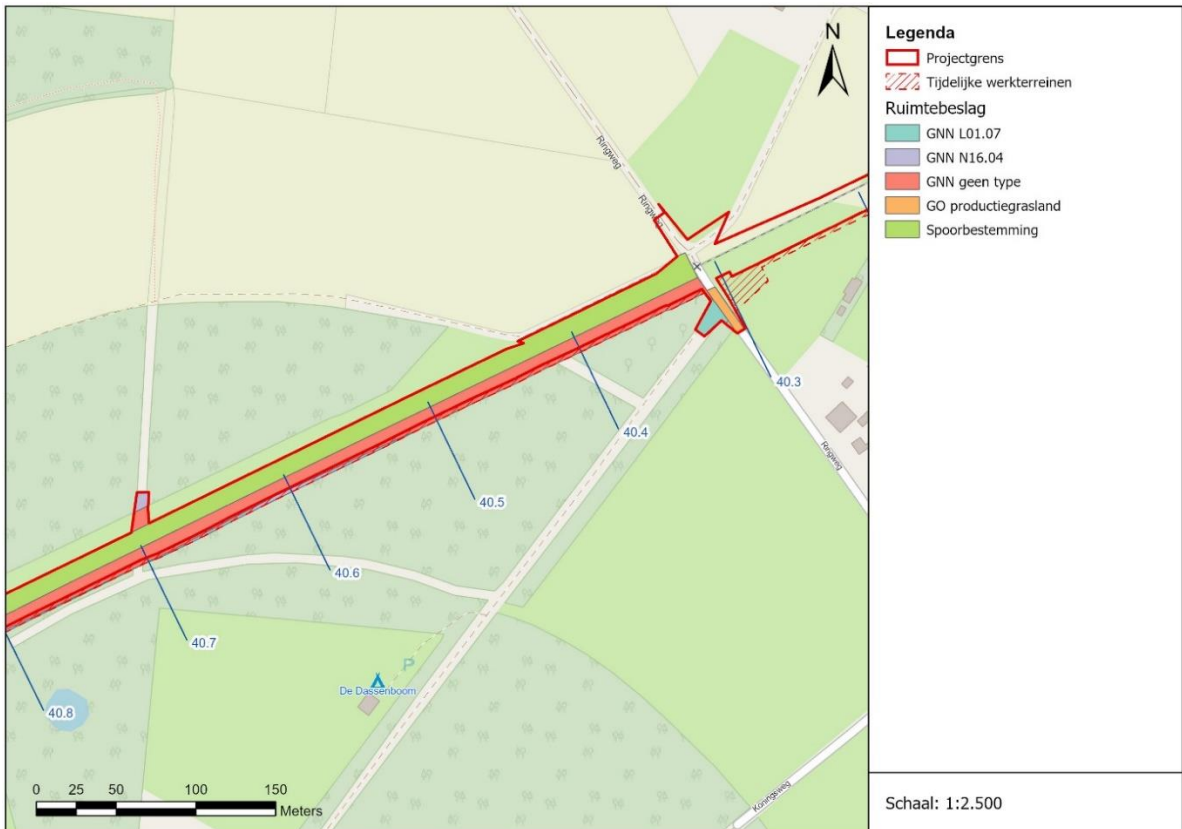 N
Ringweg
Ringweg
40.3
40.4
40.5
40.6
40.7
40.8
Ringweg
P
De Dassenboom
Koningsweg
0 25 50 100 150
Meters
Legenda
Projectgrens
Tijdelijke werkterreinen
Ruimtebeslag
GNN L01.07
GNN N16.04
GNN geen type
GO productiegrasland
Spoorbestemming
Schaal: 1:2.500